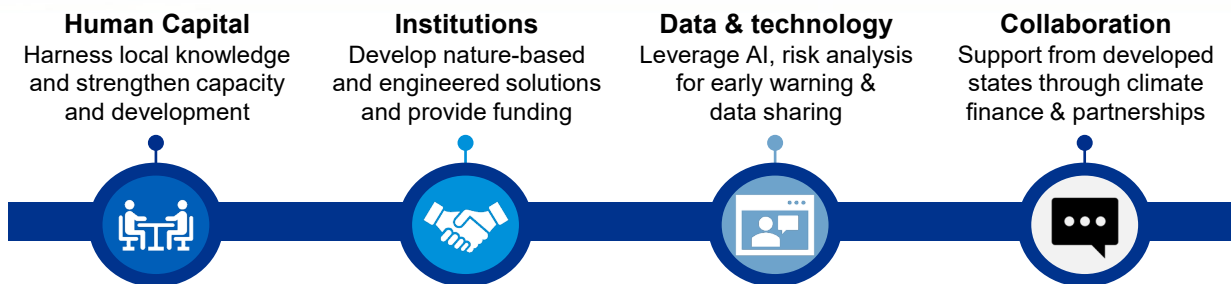 Human Capital
Harness local knowledge
and strengthen capacity
and development
Institutions
Develop nature-based
and engineered solutions
and provide funding
Data & technology
Leverage AI, risk analysis
for early warning &
data sharing
Collaboration
Support from developed
states through climate
finance & partnerships